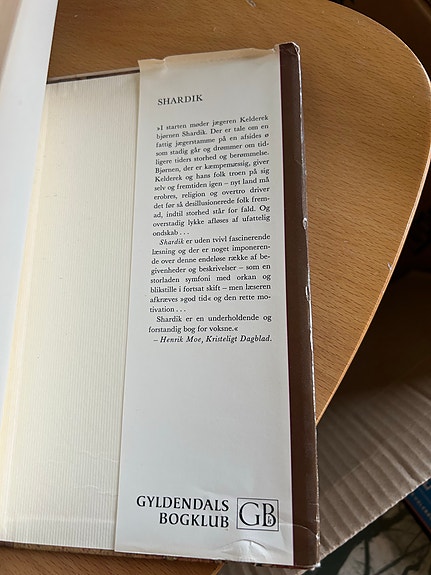 SHARDIK
»I starten møder jægeren Kelderek
bjørnen Shardik. Der er tale om en
fattig jægerstamme på en afsides ø
som stadig går og drømmer om tid-
ligere tiders storhed og berømmelse.
Bjørnen, der er kæmpemæssig, giver
Kelderek og hans folk troen på sig
selv og fremtiden igen – nyt land må
erobres, religion og overtro driver
det før så desillusionerede folk frem-
ad, indtil storhed står for fald. Og
overstadig lykke afløses af ufattelig
ondskab . . .
Shardik er uden tvivl fascinerende
læsning og der er noget imponeren-
de over denne endeløse række af be-
givenheder og beskrivelser – som en
storladen symfoni med orkan og
blikstille i fortsat skift – men læseren
afkræves »god tid« og den rette mo-
tivation . . .
Shardik er en underholdende og
forstandig bog for voksne.«
– Henrik Moe, Kristeligt Dagblad.
GYLDENDALS
BOGKLUB
GB